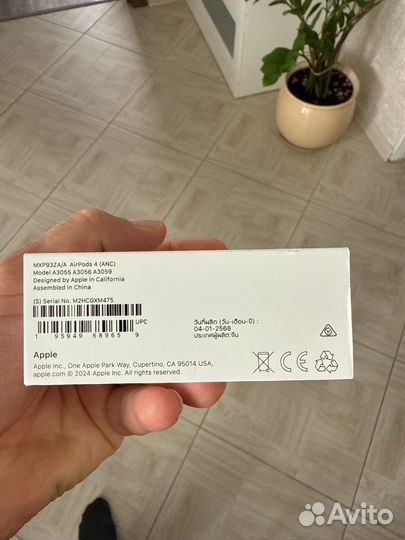 MXP93ZA/A AirPods 4 (ANC)
Model A3055 A3056 A3059
Designed by Apple in California
Assembled in China
(S) Serial No. M2HCGXM475
UPC
1 95949 68965 9
วันที่ผลิต (วัน-เดือน-ปี) :
04-01-2568
ประเทศผู้ผลิต:จีน
Apple
Apple Inc., One Apple Park Way, Cupertino, CA 95014 USA,
apple.com © 2024 Apple Inc. All rights reserved.
CE
Avito